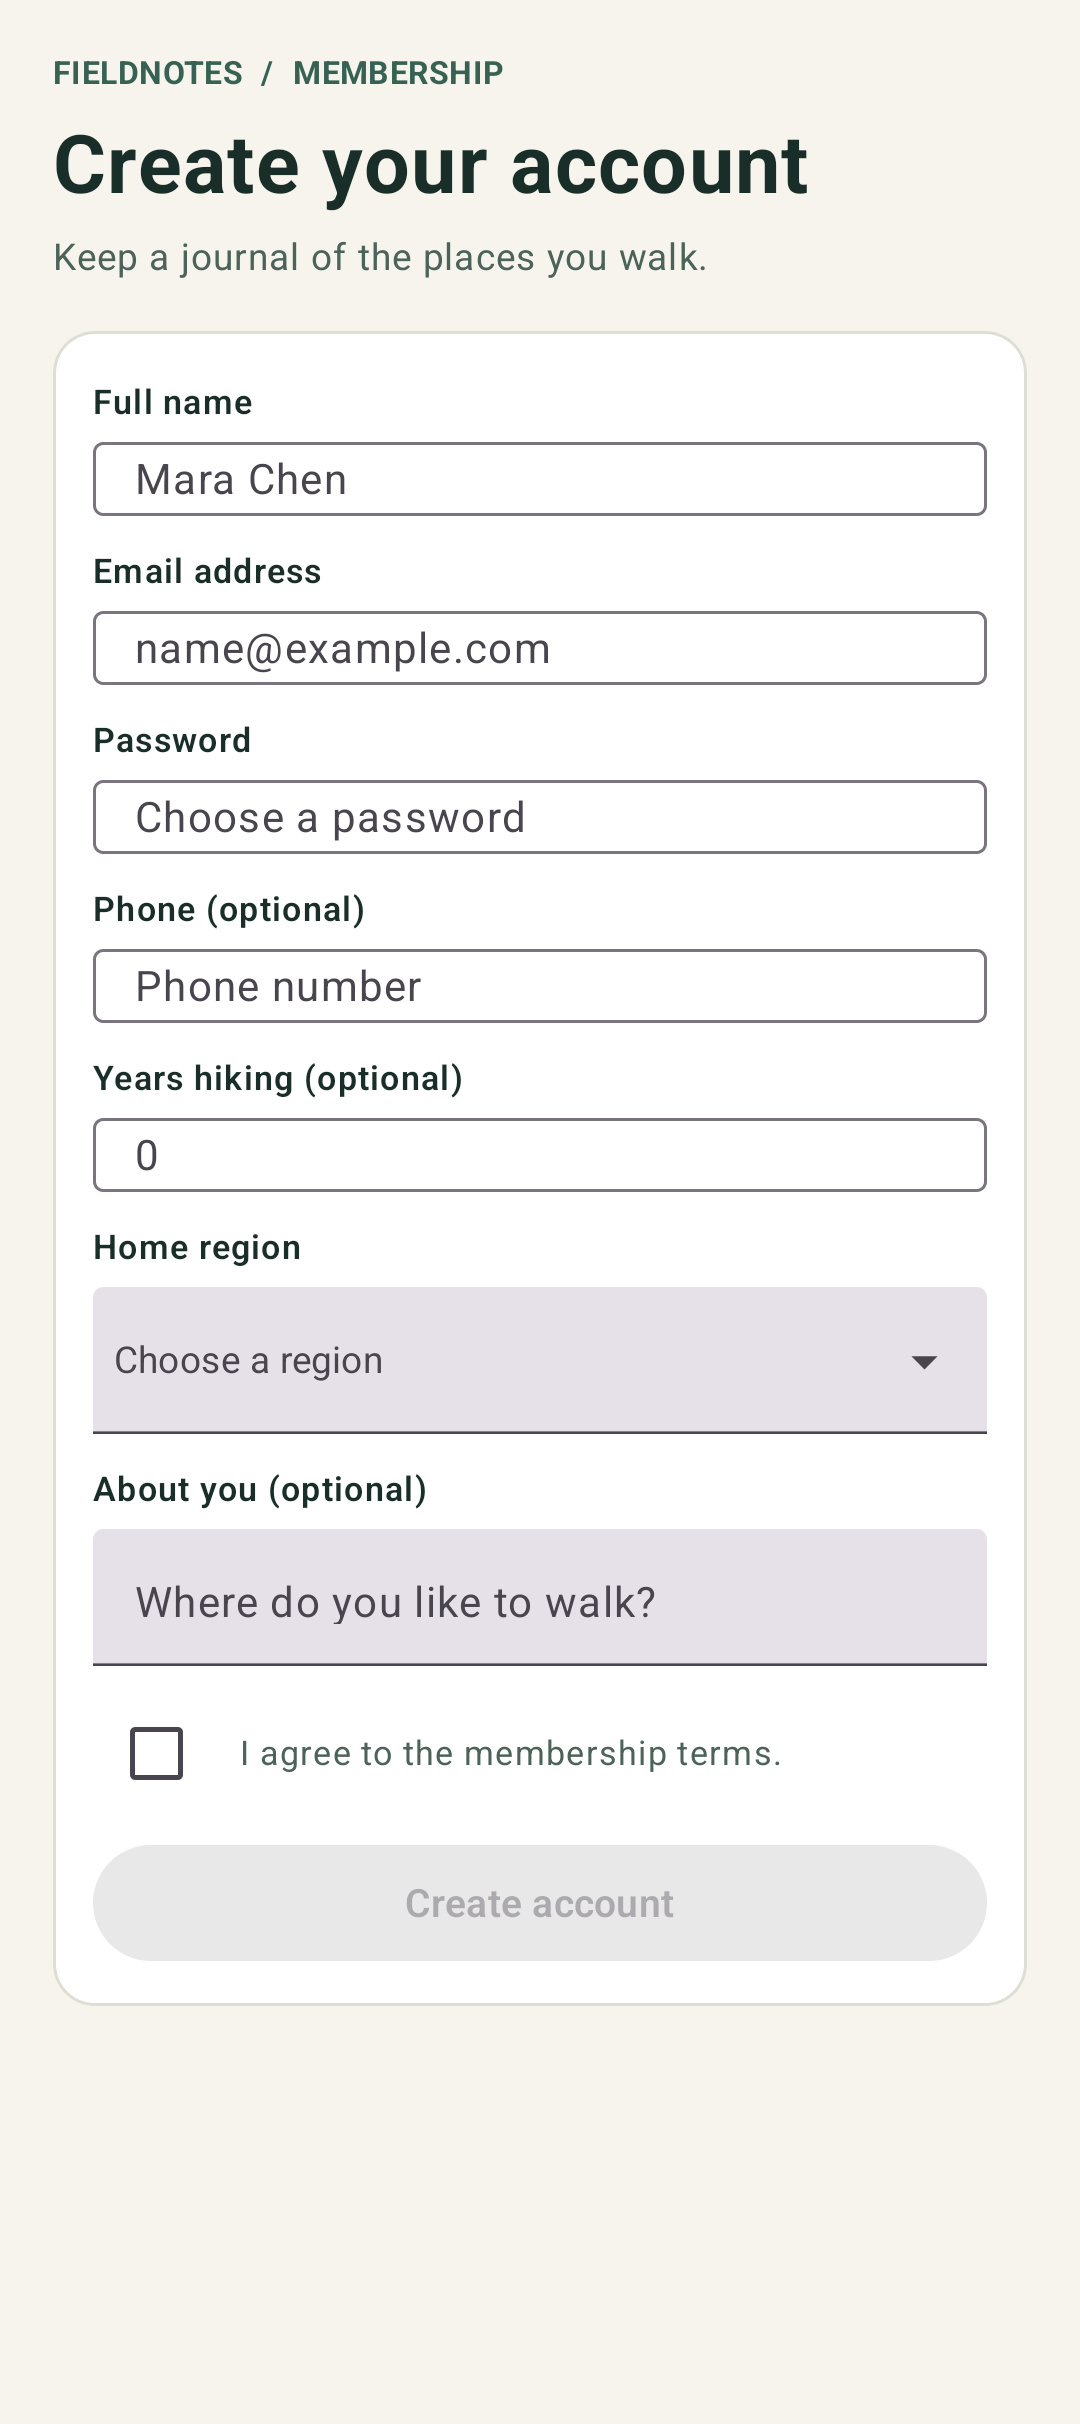 FIELDNOTES / MEMBERSHIP
Create your account
Keep a journal of the places you walk.
Full name
Mara Chen
Email address
name@example.com
Password
Choose a password
Phone (optional)
Phone number
Years hiking (optional)
0
Home region
Choose a region
About you (optional)
Where do you like to walk?
I agree to the membership terms.
Create account